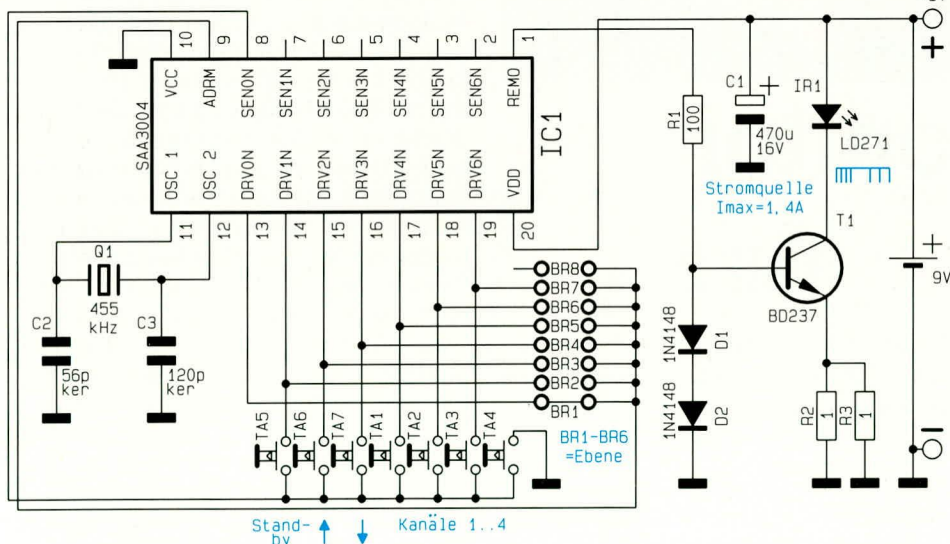 10 9 8 7 6 5 4 3 2 1
SAA3004
VCC ADRM SEN0N SEN1N SEN2N SEN3N SEN4N SEN5N SEN6N REMO
OSC 1 OSC 2 DRV0N DRV1N DRV2N DRV3N DRV4N DRV5N DRV6N VDD
IC1
11 12 13 14 15 16 17 18 19 20
Q1
455
kHz
C2
56p
ker
C3
120p
ker
R1
100
C1
+
470u
16V
Stromquelle
Imax=1,4A
IR1
LD271
T1
BD237
+
+
9V
BR8
BR7
BR6
BR5
BR4
BR3
BR2
BR1
BR1-BR6
=Ebene
1N4148
D1
1N4148
D2
R2
1
R3
1
−
TA5 TA6 TA7 TA1 TA2 TA3 TA4
Stand-
by
↑ ↓
Kanäle 1..4